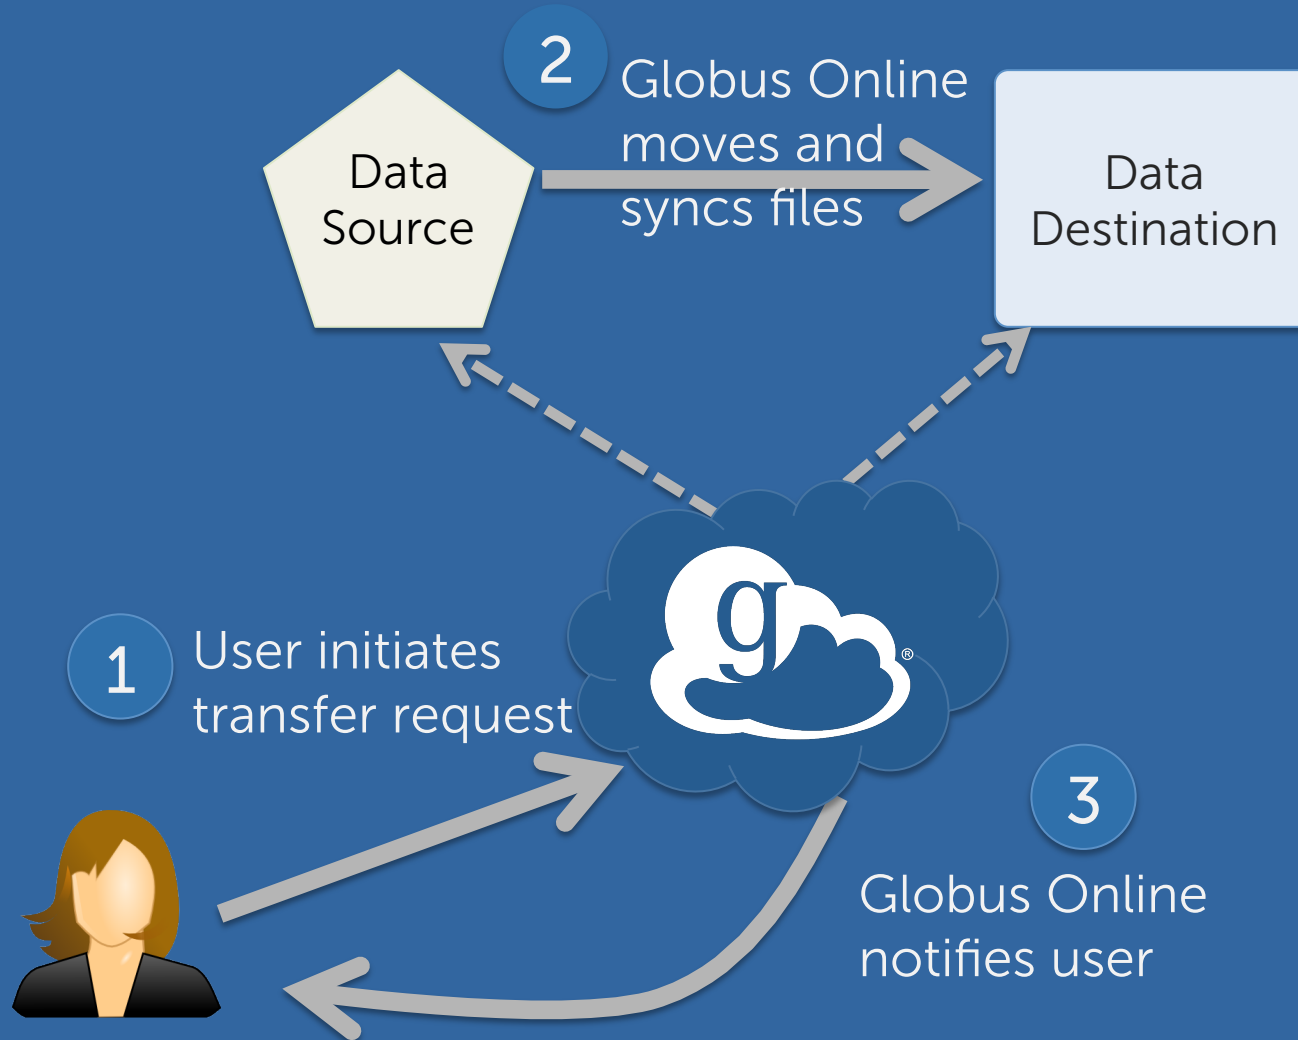 2
Globus Online
moves and
syncs files
Data
Source
Data
Destination
g
®
1
User initiates
transfer request
3
Globus Online
notifies user